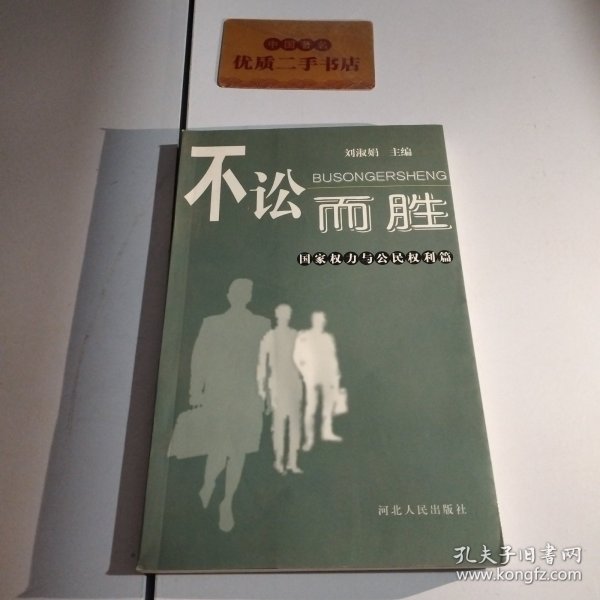 中国著名
优质二手书店
刘淑娟 主编
不讼
BUSONGERSHENG
而胜
国家权力与公民权利篇
河北人民出版社
孔夫子旧书网
www.kongfz.com